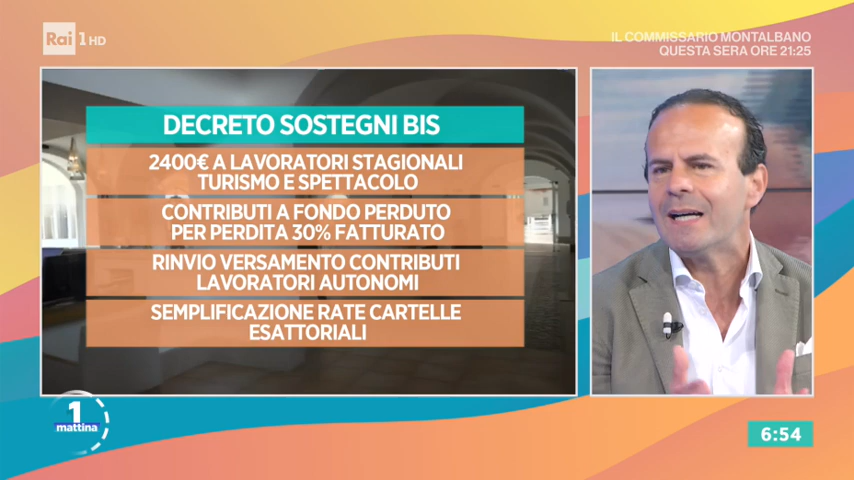 Rai 1 HD
IL COMMISSARIO MONTALBANO
QUESTA SERA ORE 21:25
DECRETO SOSTEGNI BIS
2400€ A LAVORATORI STAGIONALI
TURISMO E SPETTACOLO
CONTRIBUTI A FONDO PERDUTO
PER PERDITA 30% FATTURATO
RINVIO VERSAMENTO CONTRIBUTI
LAVORATORI AUTONOMI
SEMPLIFICAZIONE RATE CARTELLE
ESATTORIALI
1
mattina
6:54